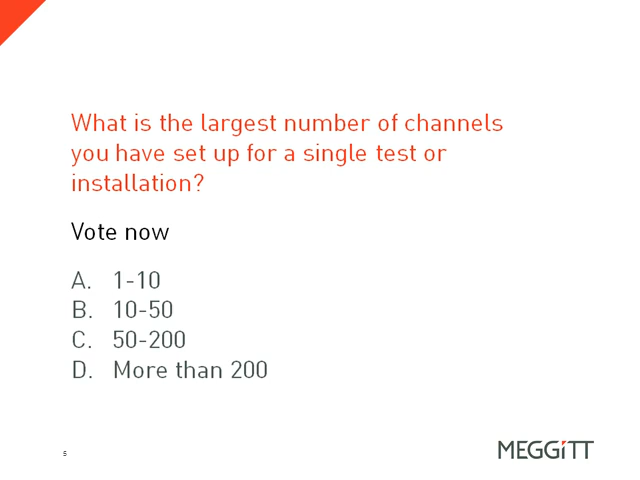 What is the largest number of channels
you have set up for a single test or
installation?
Vote now
A. 1-10
B. 10-50
C. 50-200
D. More than 200
5
MEGGiTT